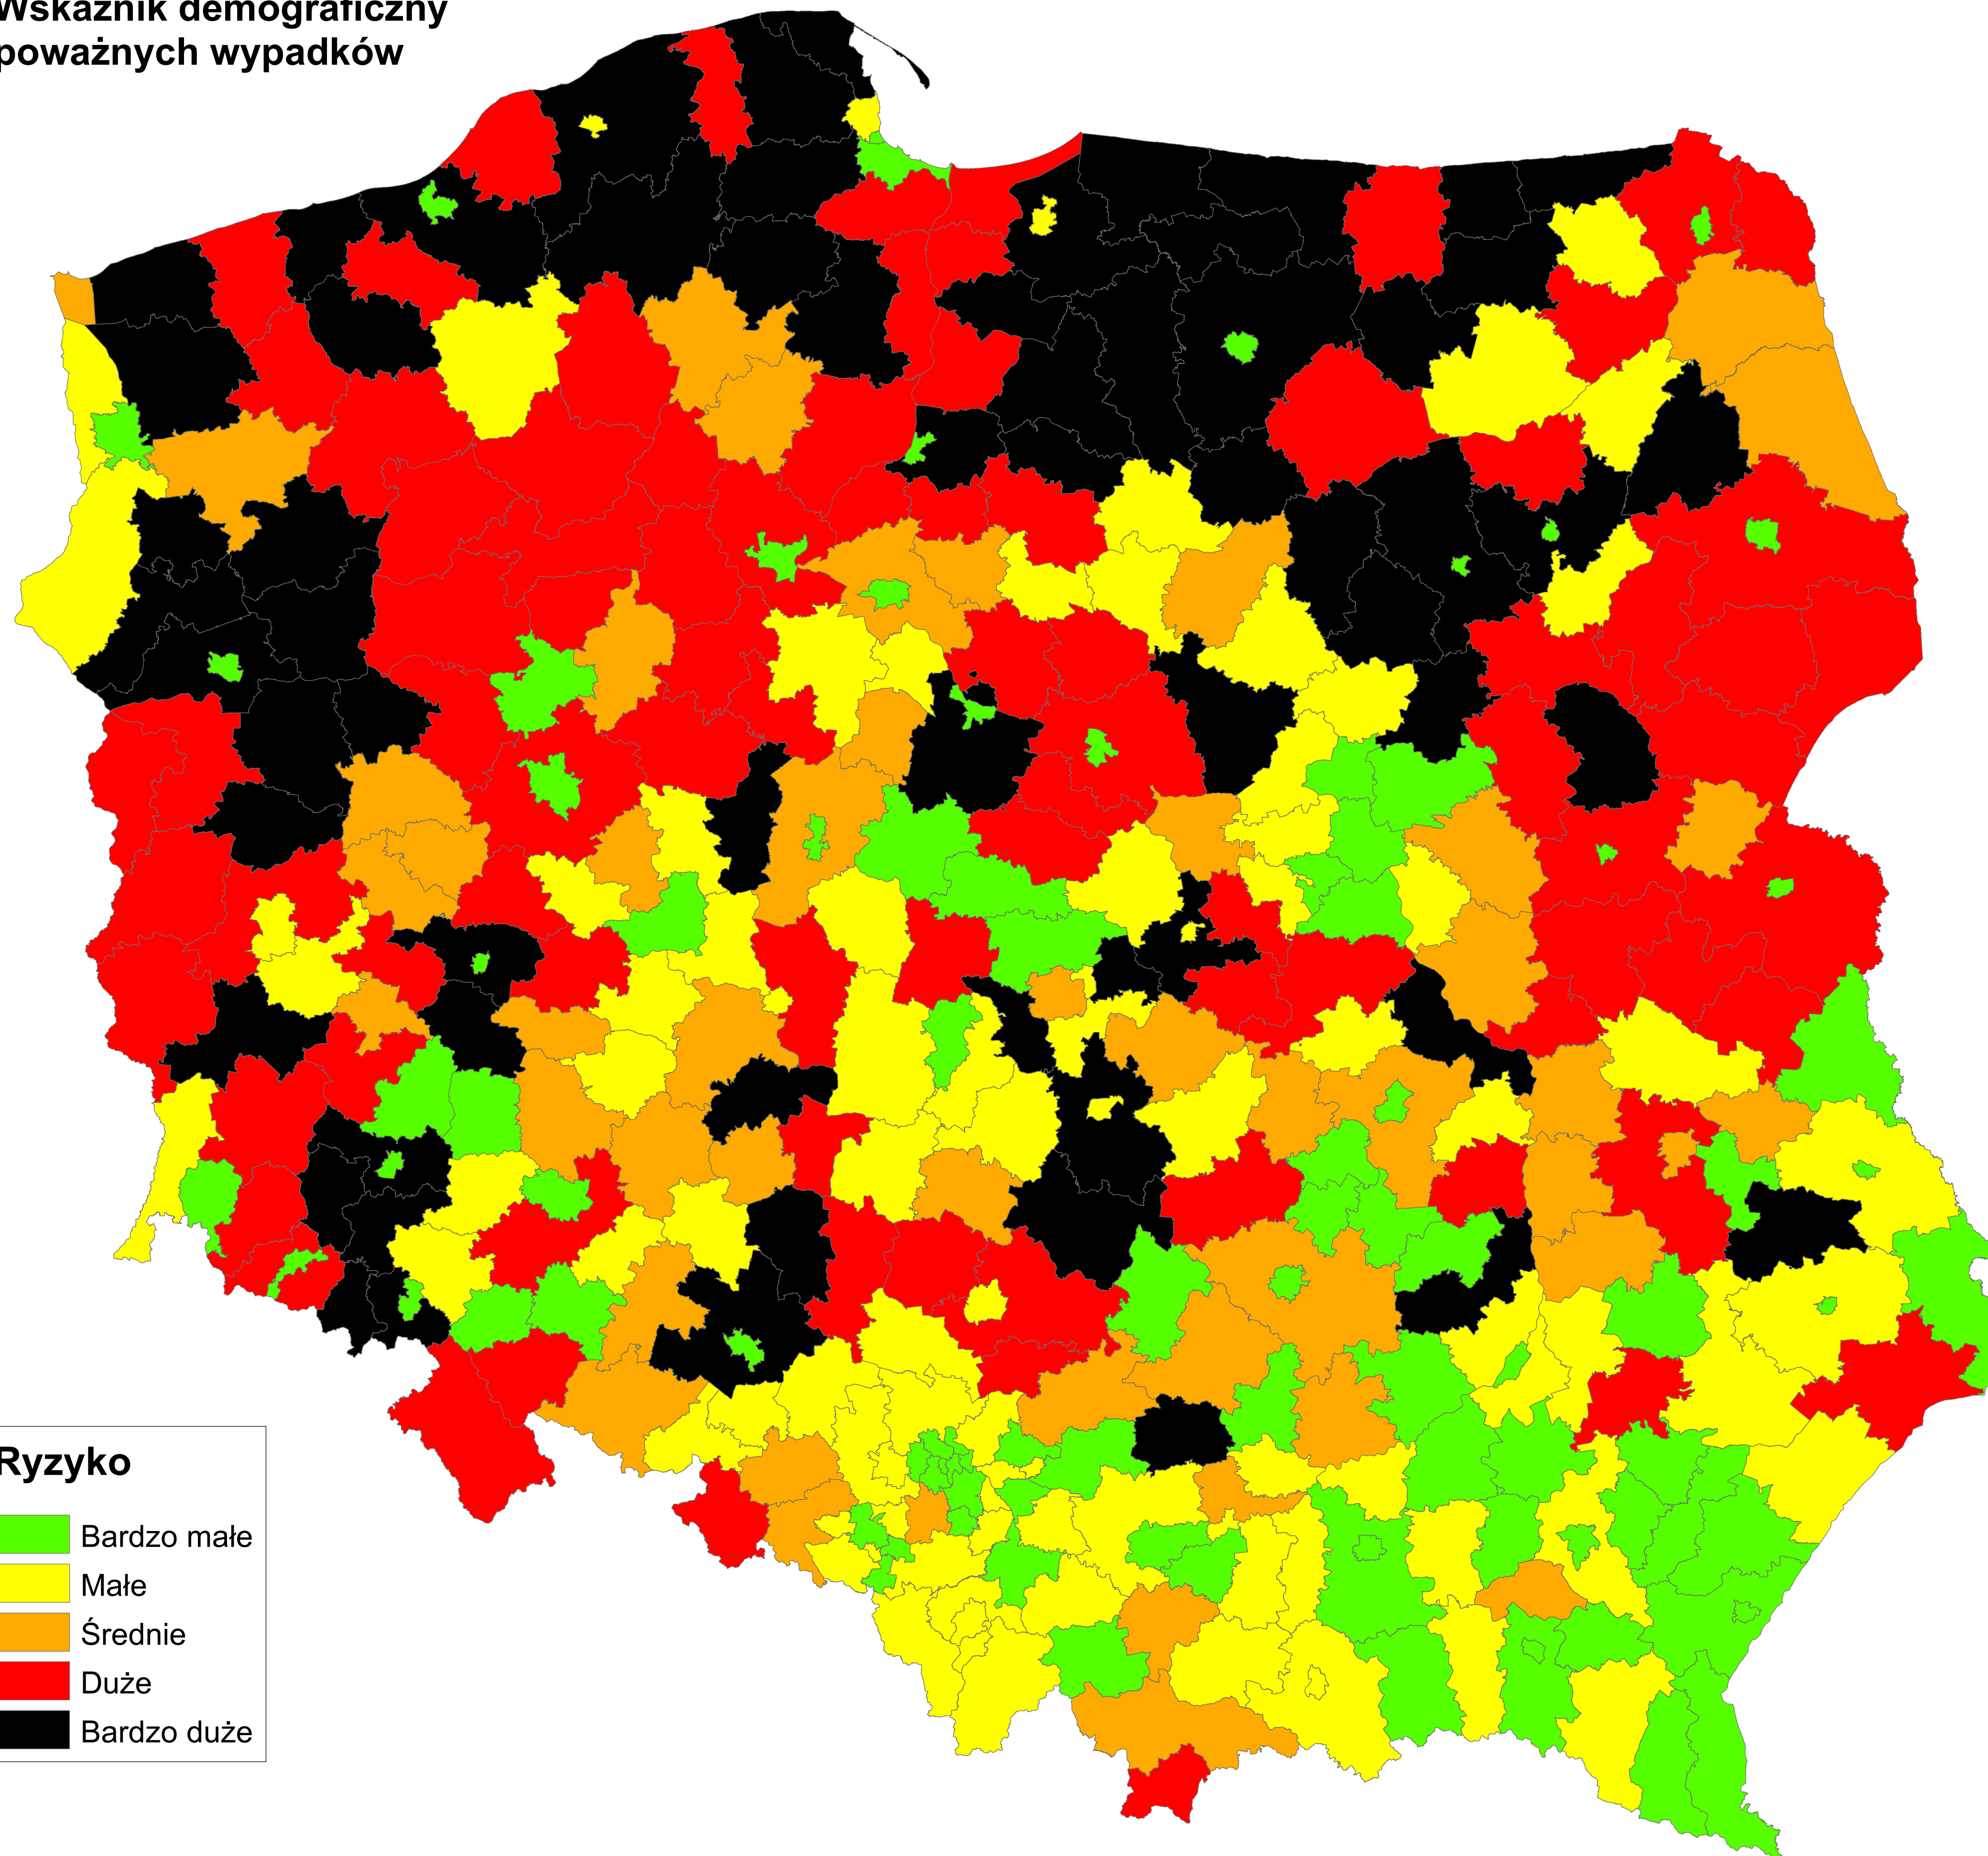 Wskaźnik demograficzny
poważnych wypadków
Ryzyko
Bardzo małe
Małe
Średnie
Duże
Bardzo duże